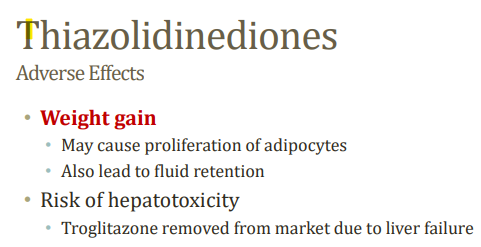 Thiazolidinediones
Adverse Effects
• Weight gain
• May cause proliferation of adipocytes
• Also lead to fluid retention
• Risk of hepatotoxicity
• Troglitazone removed from market due to liver failure